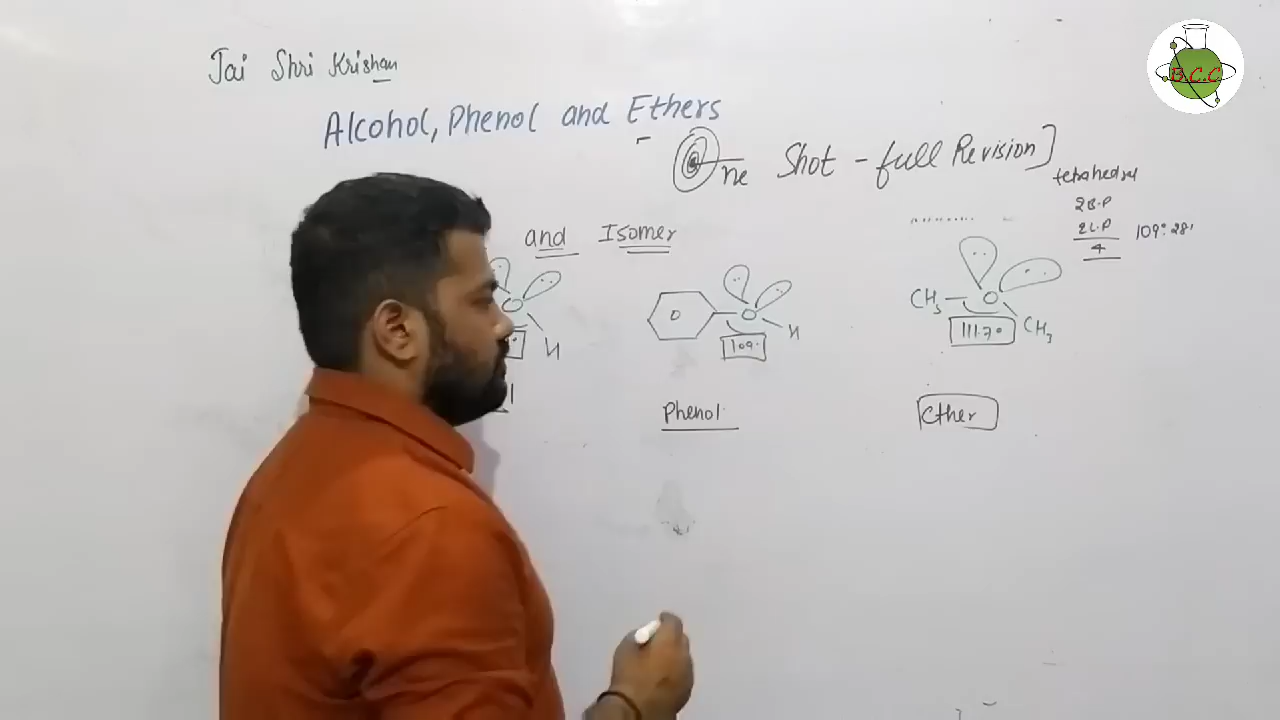 Jai Shri Krishan
B.C.C
Alcohol, Phenol and Ethers
One Shot - full Revision]
tetrahedral
2B.P
2L.P
4
109° 28'
and Isomer
O
H
O
109°
H
CH3
O
111.7°
CH3
Phenol
Ether